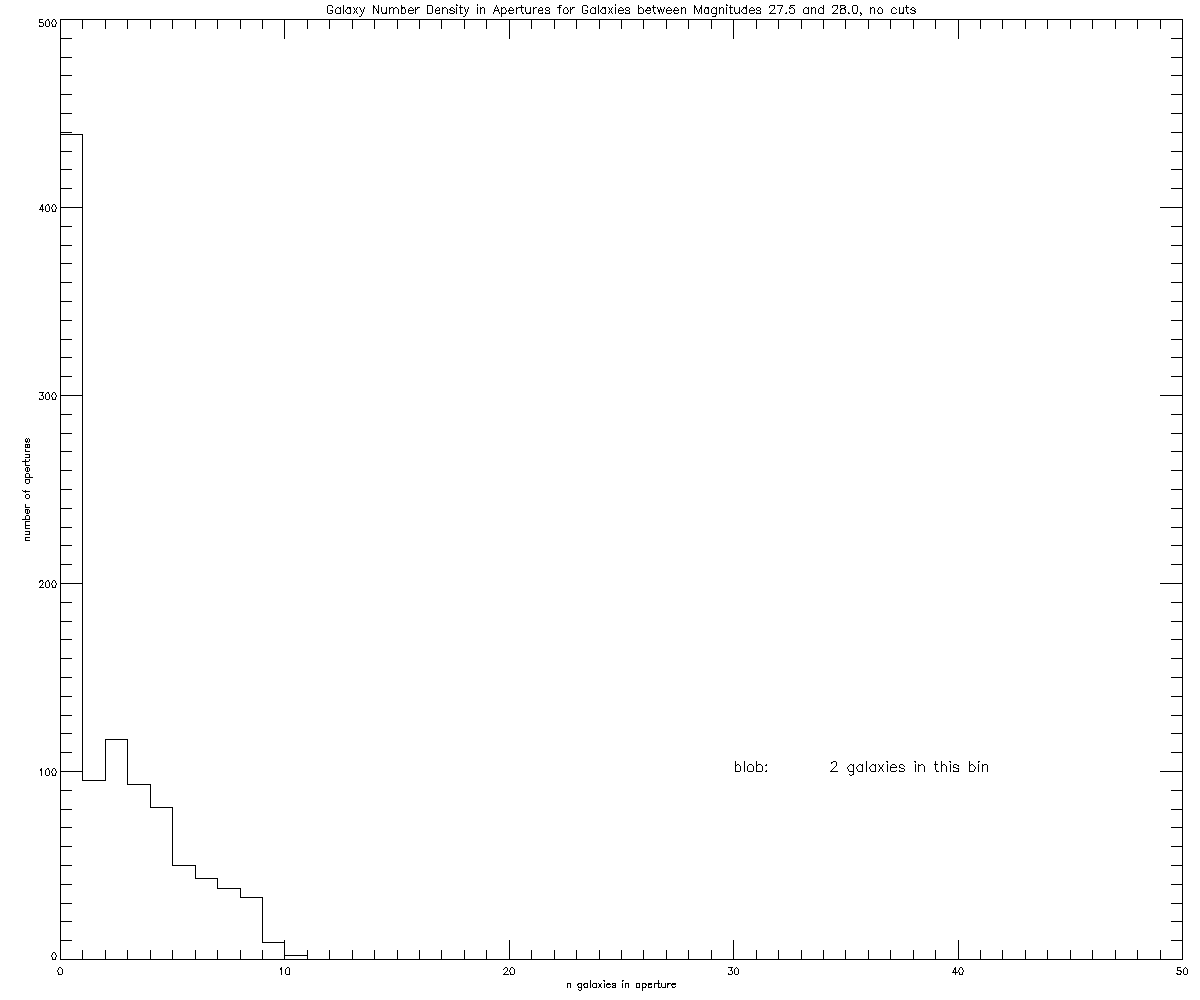 Galaxy Number Density in Apertures for Galaxies between Magnitudes 27.5 and 28.0, no cuts
500
400
300
200
100
0
number of apertures
blob: 2 galaxies in this bin
0 10 20 30 40 50
n galaxies in aperture